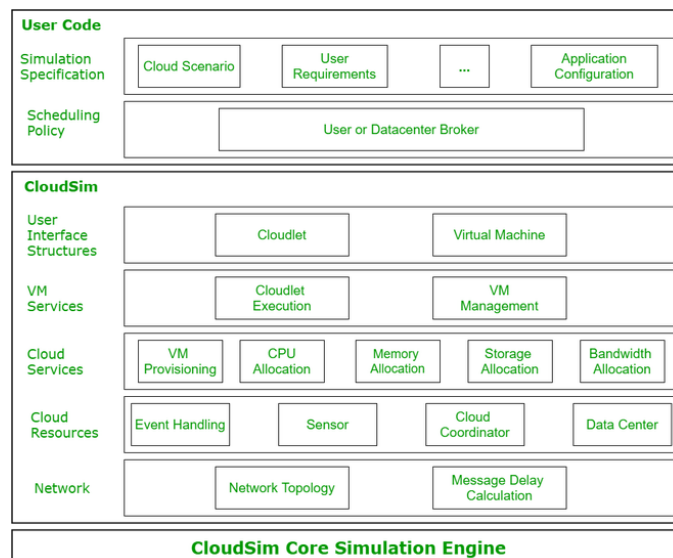 User Code
Simulation
Specification
Cloud Scenario
User
Requirements
...
Application
Configuration
Scheduling
Policy
User or Datacenter Broker
CloudSim
User
Interface
Structures
Cloudlet
Virtual Machine
VM
Services
Cloudlet
Execution
VM
Management
Cloud
Services
VM
Provisioning
CPU
Allocation
Memory
Allocation
Storage
Allocation
Bandwidth
Allocation
Cloud
Resources
Event Handling
Sensor
Cloud
Coordinator
Data Center
Network
Network Topology
Message Delay
Calculation
CloudSim Core Simulation Engine